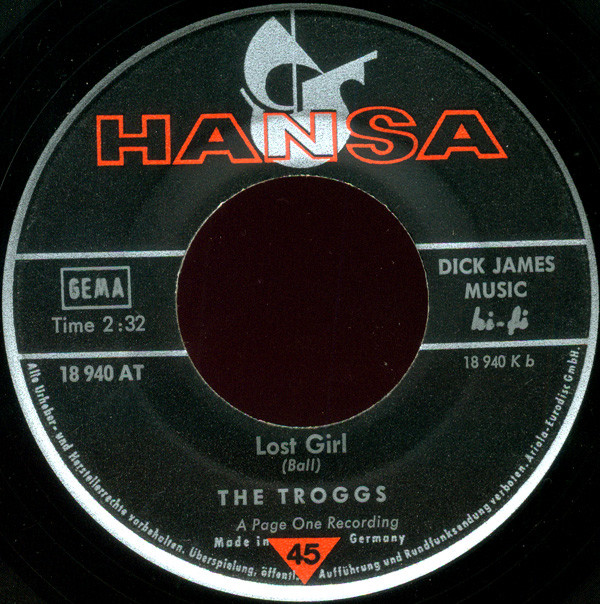 HANSA
GEMA
Time 2:32
18 940 AT
DICK JAMES
MUSIC
hi-fi
18 940 K b
Lost Girl
(Ball)
THE TROGGS
A Page One Recording
Made in Germany
45
Alle Urheber- und Herstellerrechte vorbehalten. Überspielung, öffentl. Aufführung und Rundfunksendung verboten. Ariola-Eurodisc GmbH.